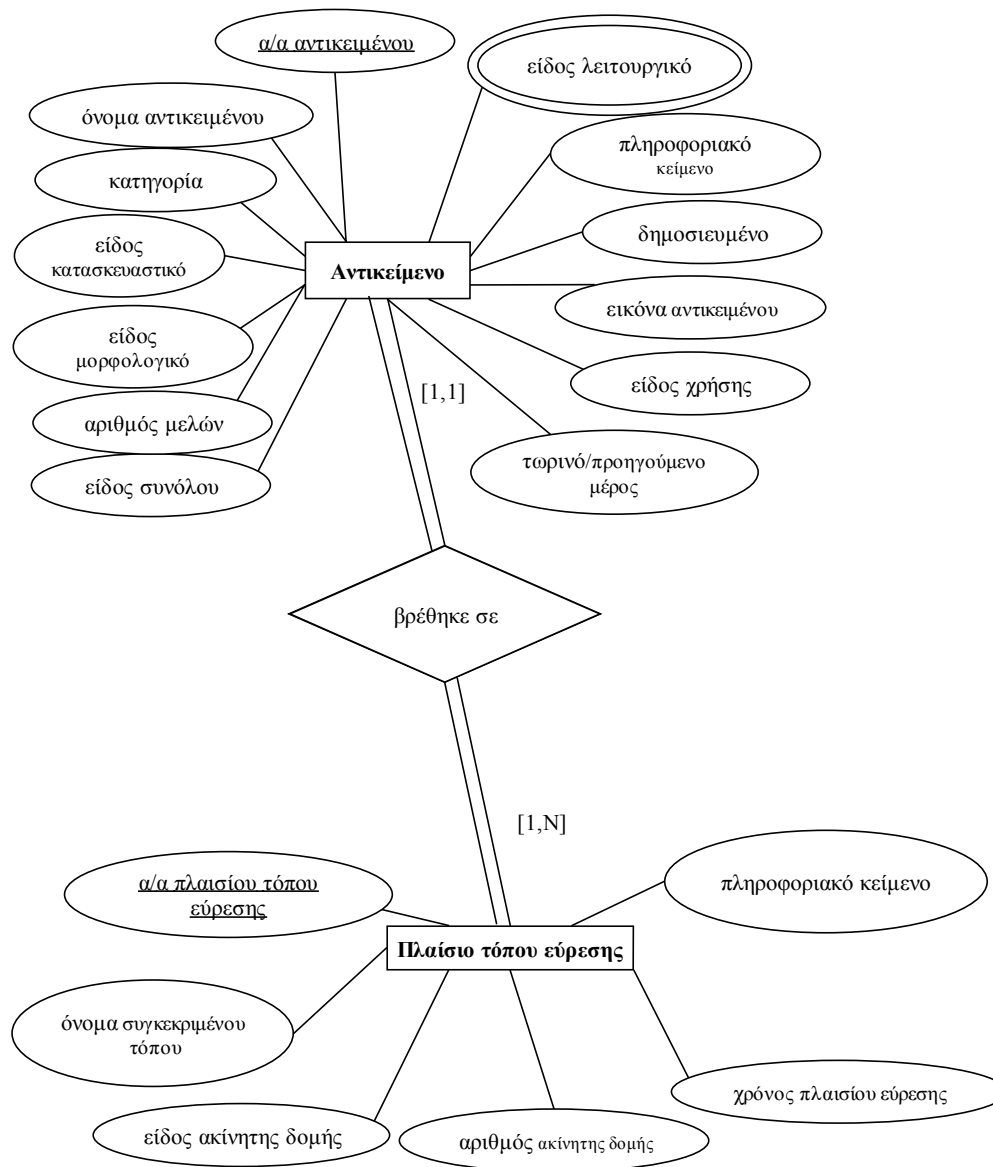 α/α αντικειμένου
είδος λειτουργικό
όνομα αντικειμένου
πληροφοριακό
κείμενο
κατηγορία
δημοσιευμένο
είδος
κατασκευαστικό
Αντικείμενο
εικόνα αντικειμένου
είδος
μορφολογικό
είδος χρήσης
[1,1]
αριθμός μελών
τωρινό/προηγούμενο
μέρος
είδος συνόλου
βρέθηκε σε
[1,N]
α/α πλαισίου τόπου
εύρεσης
πληροφοριακό κείμενο
Πλαίσιο τόπου εύρεσης
όνομα συγκεκριμένου
τόπου
χρόνος πλαισίου εύρεσης
είδος ακίνητης δομής
αριθμός ακίνητης δομής